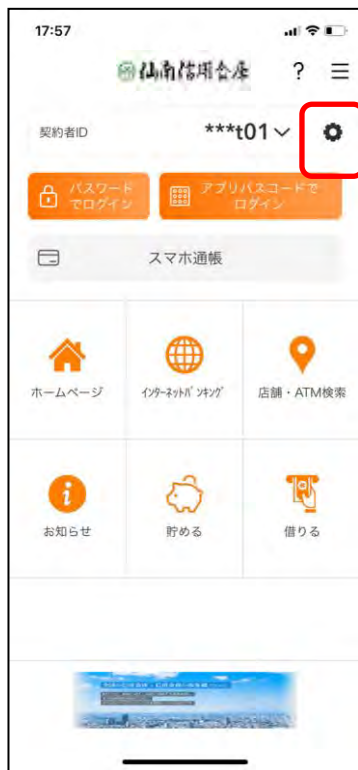 17:57
仙南信用金庫 ?
契約者ID ***t01
パスワード
でログイン
アプリパスコードで
ログイン
スマホ通帳
ホームページ
インターネットバンキング
店舗・ATM検索
お知らせ
貯める
借りる